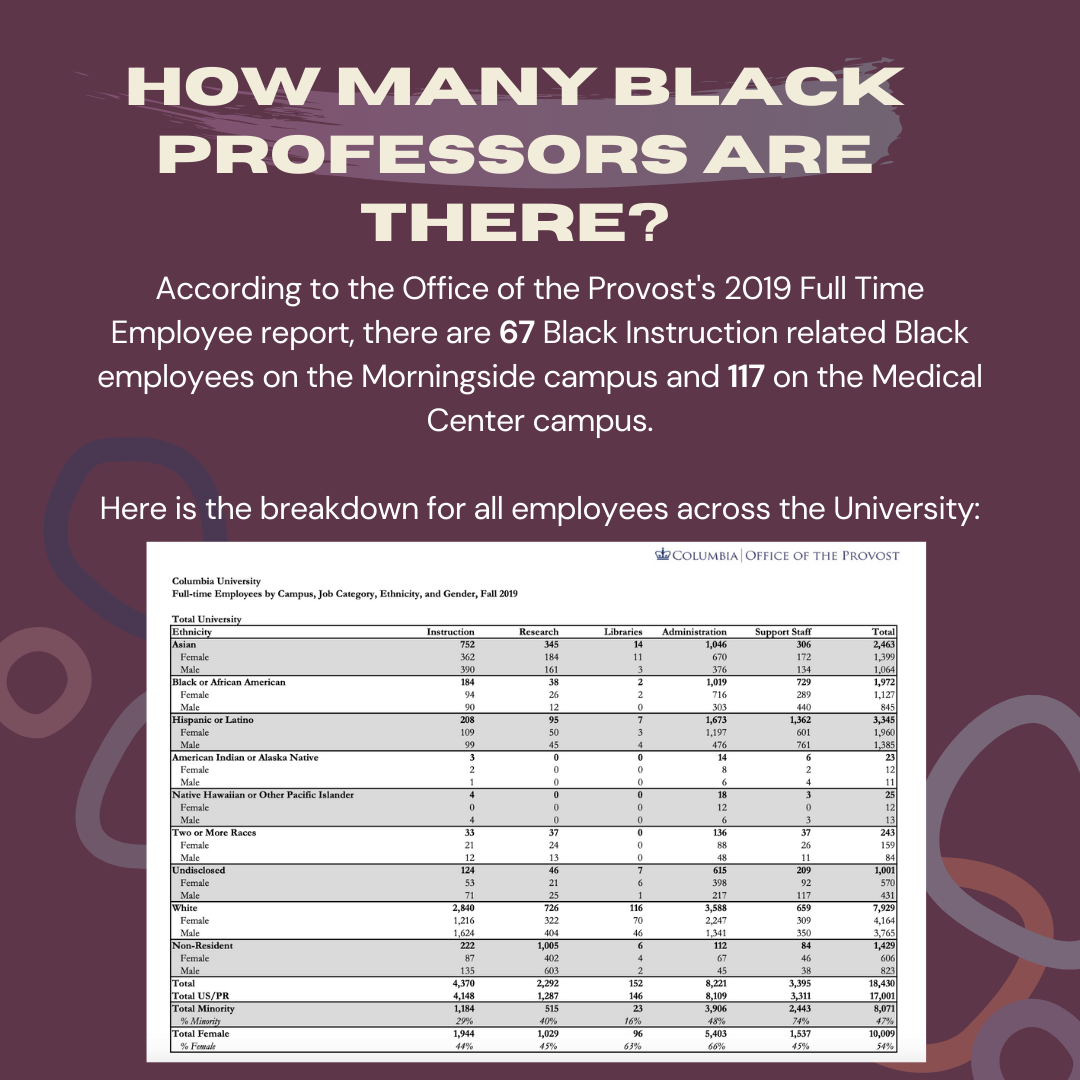 HOW MANY BLACK
PROFESSORS ARE
THERE?
According to the Office of the Provost's 2019 Full Time
Employee report, there are 67 Black Instruction related Black
employees on the Morningside campus and 117 on the Medical
Center campus.
Here is the breakdown for all employees across the University:
COLUMBIA | OFFICE OF THE PROVOST
Columbia University
Full-time Employees by Campus, Job Category, Ethnicity, and Gender, Fall 2019
Total University
Ethnicity Instruction Research Libraries Administration Support Staff Total
Asian 752 345 14 1,046 306 2,463
Female 362 184 11 670 172 1,399
Male 390 161 3 376 134 1,064
Black or African American 184 38 2 1,019 729 1,972
Female 94 26 2 716 289 1,127
Male 90 12 0 303 440 845
Hispanic or Latino 208 95 7 1,673 1,362 3,345
Female 109 50 3 1,197 601 1,960
Male 99 45 4 476 761 1,385
American Indian or Alaska Native 3 0 0 14 6 23
Female 2 0 0 8 2 12
Male 1 0 0 6 4 11
Native Hawaiian or Other Pacific Islander 4 0 0 18 3 25
Female 0 0 0 12 0 12
Male 4 0 0 6 3 13
Two or More Races 33 37 0 136 37 243
Female 21 24 0 88 26 159
Male 12 13 0 48 11 84
Undisclosed 124 46 7 615 209 1,001
Female 53 21 6 398 92 570
Male 71 25 1 217 117 431
White 2,840 726 116 3,588 659 7,929
Female 1,216 322 70 2,247 309 4,164
Male 1,624 404 46 1,341 350 3,765
Non-Resident 222 1,005 6 112 84 1,429
Female 87 402 4 67 46 606
Male 135 603 2 45 38 823
Total 4,370 2,292 152 8,221 3,395 18,430
Total US/PR 4,148 1,287 146 8,109 3,311 17,001
Total Minority 1,184 515 23 3,906 2,443 8,071
% Minority 29% 40% 16% 48% 74% 47%
Total Female 1,944 1,029 96 5,403 1,537 10,009
% Female 44% 45% 63% 66% 45% 54%